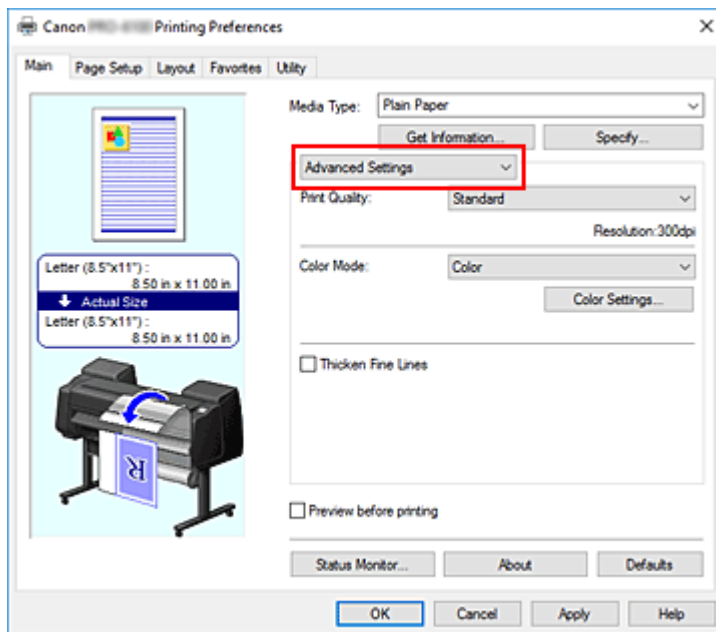 Canon Printing Preferences
Main Page Setup Layout Favorites Utility
Media Type: Plain Paper
Get Information... Specify...
Advanced Settings
Print Quality: Standard
Resolution:300dpi
Color Mode: Color
Color Settings...
Thicken Fine Lines
Letter (8.5"x11") :
8.50 in x 11.00 in
Actual Size
Letter (8.5"x11") :
8.50 in x 11.00 in
R
Preview before printing
Status Monitor... About Defaults
OK Cancel Apply Help